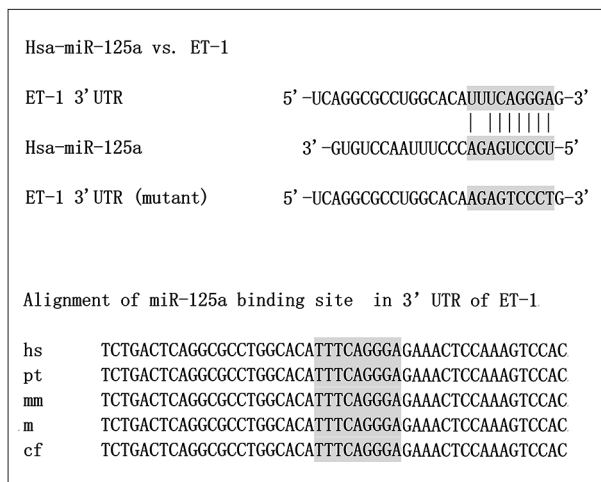 Hsa-miR-125a vs. ET-1
ET-1 3'UTR 5'-UCAGGCGCCUGGCACAUUUCAGGGAG-3'
| |||||||
Hsa-miR-125a 3'-GUGUCCAAUUUCCCAGAGUCCCU-5'
ET-1 3'UTR (mutant) 5'-UCAGGCGCCUGGCACAAGAGTCCCTG-3'
Alignment of miR-125a binding site in 3' UTR of ET-1
hs TCTGACTCAGGCGCCTGGCACATTTCAGGGAGAAACTCCAAAGTCCAC
pt TCTGACTCAGGCGCCTGGCACATTTCAGGGAGAAACTCCAAAGTCCAC
mm TCTGACTCAGGCGCCTGGCACATTTCAGGGAGAAACTCCAAAGTCCAC
m TCTGACTCAGGCGCCTGGCACATTTCAGGGAGAAACTCCAAAGTCCAC
cf TCTGACTCAGGCGCCTGGCACATTTCAGGGAGAAACTCCAAAGTCCAC